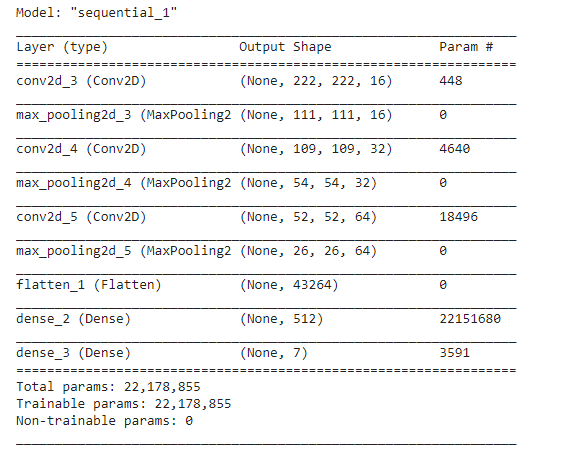 Model: "sequential_1"
_________________________________________________________________
Layer (type)                 Output Shape              Param #
=================================================================
conv2d_3 (Conv2D)            (None, 222, 222, 16)      448
_________________________________________________________________
max_pooling2d_3 (MaxPooling2 (None, 111, 111, 16)      0
_________________________________________________________________
conv2d_4 (Conv2D)            (None, 109, 109, 32)      4640
_________________________________________________________________
max_pooling2d_4 (MaxPooling2 (None, 54, 54, 32)        0
_________________________________________________________________
conv2d_5 (Conv2D)            (None, 52, 52, 64)        18496
_________________________________________________________________
max_pooling2d_5 (MaxPooling2 (None, 26, 26, 64)        0
_________________________________________________________________
flatten_1 (Flatten)          (None, 43264)             0
_________________________________________________________________
dense_2 (Dense)              (None, 512)               22151680
_________________________________________________________________
dense_3 (Dense)              (None, 7)                 3591
=================================================================
Total params: 22,178,855
Trainable params: 22,178,855
Non-trainable params: 0
_________________________________________________________________